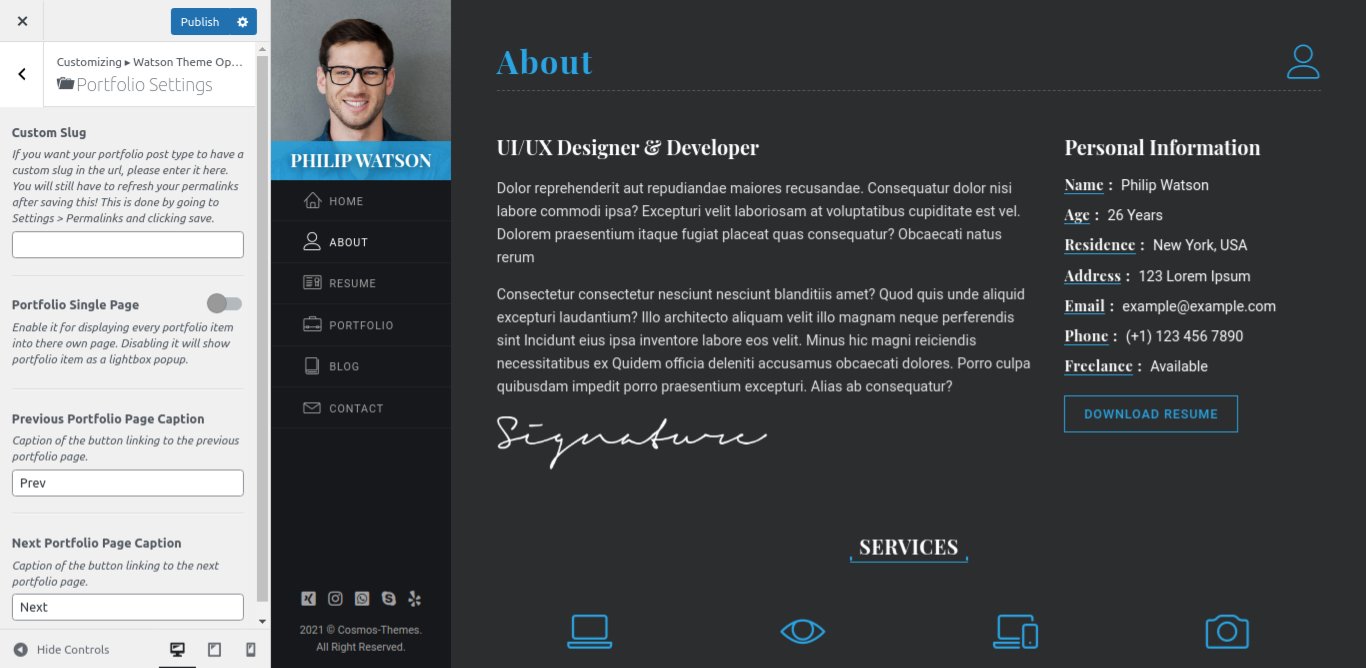 Publish
Customizing ▸ Watson Theme Op...
Portfolio Settings
Custom Slug
If you want your portfolio post type to have a
custom slug in the url, please enter it here.
You will still have to refresh your permalinks
after saving this! This is done by going to
Settings > Permalinks and clicking save.
Portfolio Single Page
Enable it for displaying every portfolio item
into there own page. Disabling it will show
portfolio item as a lightbox popup.
Previous Portfolio Page Caption
Caption of the button linking to the previous
portfolio page.
Prev
Next Portfolio Page Caption
Caption of the button linking to the next
portfolio page.
Next
Hide Controls
PHILIP WATSON
HOME
ABOUT
RESUME
PORTFOLIO
BLOG
CONTACT
2021 © Cosmos-Themes.
All Right Reserved.
About
UI/UX Designer & Developer
Dolor reprehenderit aut repudiandae maiores recusandae. Consequatur dolor nisi
labore commodi ipsa? Excepturi velit laboriosam at voluptatibus cupiditate est vel.
Dolorem praesentium itaque fugiat placeat quas consequatur? Obcaecati natus
rerum
Consectetur consectetur nesciunt nesciunt blanditiis amet? Quod quis unde aliquid
excepturi laudantium? Illo architecto aliquam velit illo magnam neque perferendis
sint Incidunt eius ipsa inventore labore eos velit. Minus hic magni reiciendis
necessitatibus ex Quidem officia deleniti accusamus obcaecati dolores. Porro culpa
quibusdam impedit porro praesentium excepturi. Alias ab consequatur?
Signature
Personal Information
Name : Philip Watson
Age : 26 Years
Residence : New York, USA
Address : 123 Lorem Ipsum
Email : example@example.com
Phone : (+1) 123 456 7890
Freelance : Available
DOWNLOAD RESUME
SERVICES